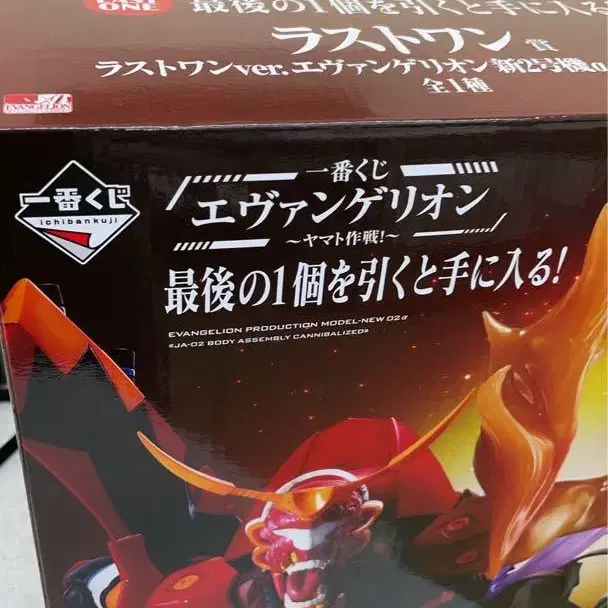 ONE
最後の1個を引くと手に入る
ラストワン賞
ラストワンver.エヴァンゲリオン新2号機α
全1種
EVANGELION
一番くじ
ichibankuji
一番くじ
エヴァンゲリオン
～ヤマト作戦!～
最後の1個を引くと手に入る!
EVANGELION PRODUCTION MODEL-NEW 02α
«JA-02 BODY ASSEMBLY CANNIBALIZED»